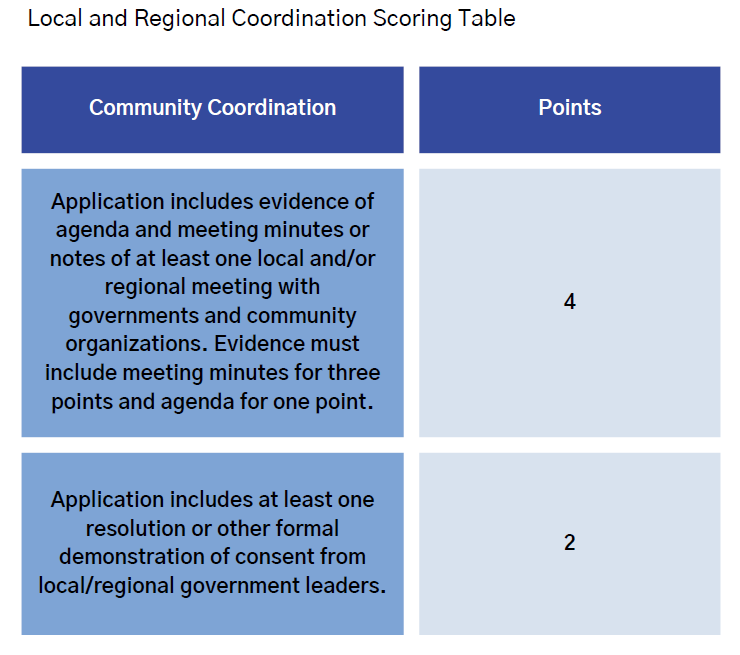 Local and Regional Coordination Scoring Table
Community Coordination
Points
Application includes evidence of
agenda and meeting minutes or
notes of at least one local and/or
regional meeting with
governments and community
organizations. Evidence must
include meeting minutes for three
points and agenda for one point.
4
Application includes at least one
resolution or other formal
demonstration of consent from
local/regional government leaders.
2